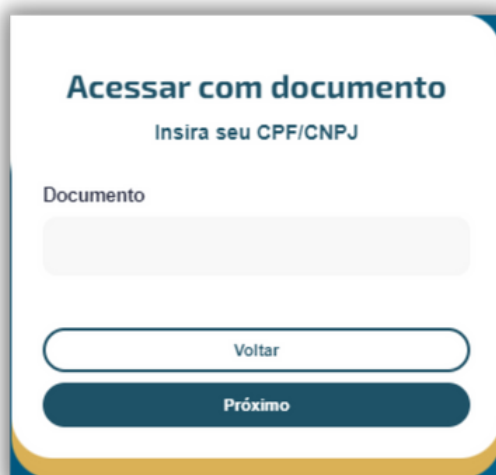 Acessar com documento
Insira seu CPF/CNPJ
Documento
Voltar
Próximo